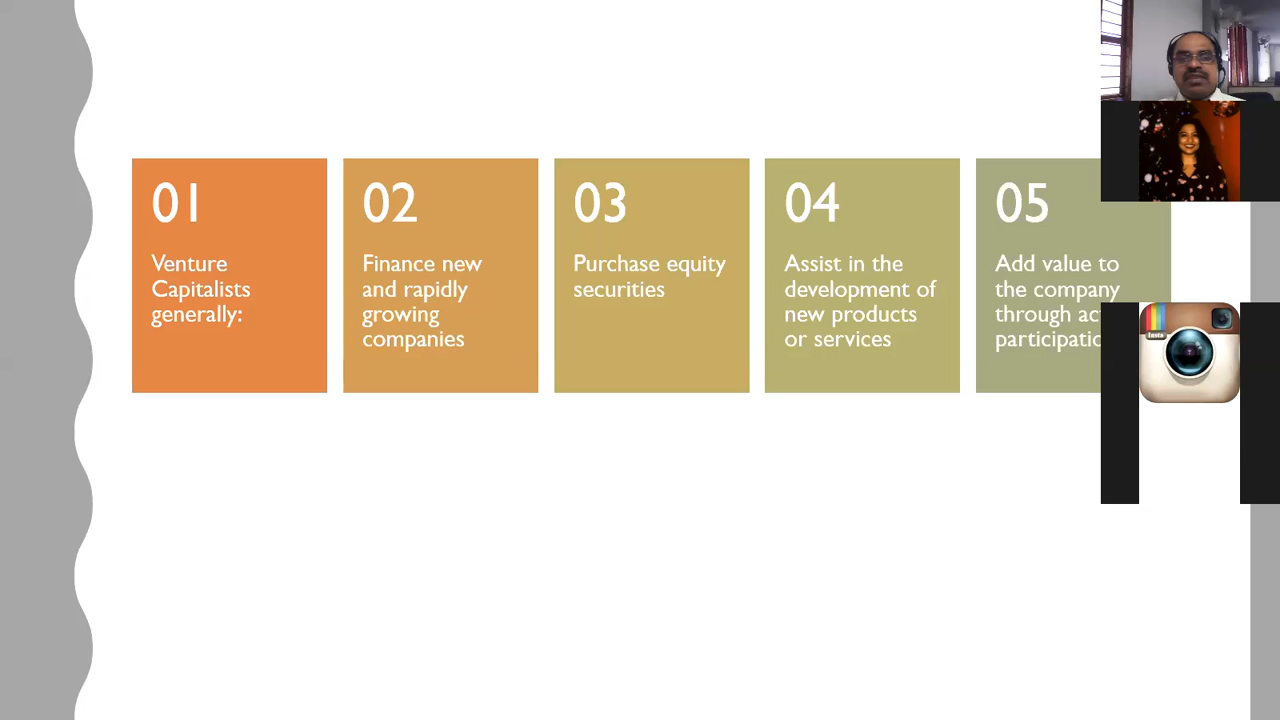 01
Venture
Capitalists
generally:
02
Finance new
and rapidly
growing
companies
03
Purchase equity
securities
04
Assist in the
development of
new products
or services
05
Add value to
the company
through
Insta